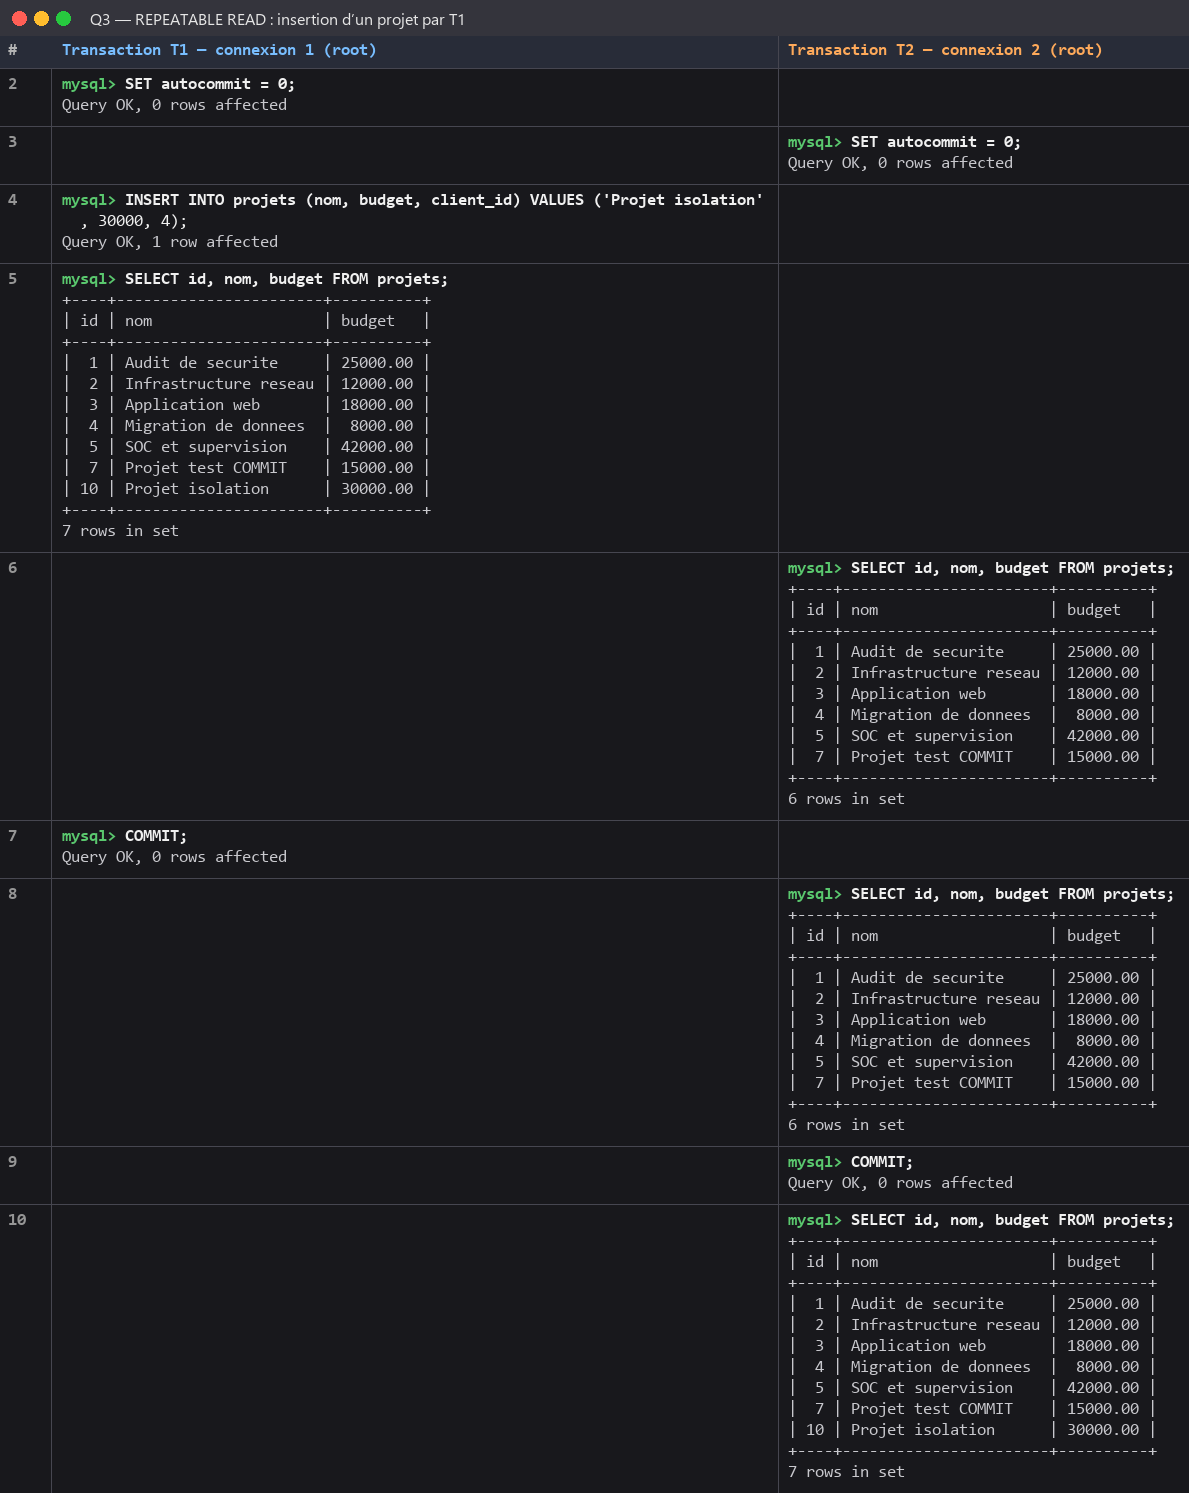 Q3 — REPEATABLE READ : insertion d’un projet par T1
# Transaction T1 — connexion 1 (root) Transaction T2 — connexion 2 (root)
2 mysql> SET autocommit = 0;
Query OK, 0 rows affected
3 mysql> SET autocommit = 0;
Query OK, 0 rows affected
4 mysql> INSERT INTO projets (nom, budget, client_id) VALUES ('Projet isolation'
, 30000, 4);
Query OK, 1 row affected
5 mysql> SELECT id, nom, budget FROM projets;
+----+-----------------------+----------+
| id | nom                   | budget   |
+----+-----------------------+----------+
|  1 | Audit de securite     | 25000.00 |
|  2 | Infrastructure reseau | 12000.00 |
|  3 | Application web       | 18000.00 |
|  4 | Migration de donnees  |  8000.00 |
|  5 | SOC et supervision    | 42000.00 |
|  7 | Projet test COMMIT    | 15000.00 |
| 10 | Projet isolation      | 30000.00 |
+----+-----------------------+----------+
7 rows in set
6 mysql> SELECT id, nom, budget FROM projets;
+----+-----------------------+----------+
| id | nom                   | budget   |
+----+-----------------------+----------+
|  1 | Audit de securite     | 25000.00 |
|  2 | Infrastructure reseau | 12000.00 |
|  3 | Application web       | 18000.00 |
|  4 | Migration de donnees  |  8000.00 |
|  5 | SOC et supervision    | 42000.00 |
|  7 | Projet test COMMIT    | 15000.00 |
+----+-----------------------+----------+
6 rows in set
7 mysql> COMMIT;
Query OK, 0 rows affected
8 mysql> SELECT id, nom, budget FROM projets;
+----+-----------------------+----------+
| id | nom                   | budget   |
+----+-----------------------+----------+
|  1 | Audit de securite     | 25000.00 |
|  2 | Infrastructure reseau | 12000.00 |
|  3 | Application web       | 18000.00 |
|  4 | Migration de donnees  |  8000.00 |
|  5 | SOC et supervision    | 42000.00 |
|  7 | Projet test COMMIT    | 15000.00 |
+----+-----------------------+----------+
6 rows in set
9 mysql> COMMIT;
Query OK, 0 rows affected
10 mysql> SELECT id, nom, budget FROM projets;
+----+-----------------------+----------+
| id | nom                   | budget   |
+----+-----------------------+----------+
|  1 | Audit de securite     | 25000.00 |
|  2 | Infrastructure reseau | 12000.00 |
|  3 | Application web       | 18000.00 |
|  4 | Migration de donnees  |  8000.00 |
|  5 | SOC et supervision    | 42000.00 |
|  7 | Projet test COMMIT    | 15000.00 |
| 10 | Projet isolation      | 30000.00 |
+----+-----------------------+----------+
7 rows in set